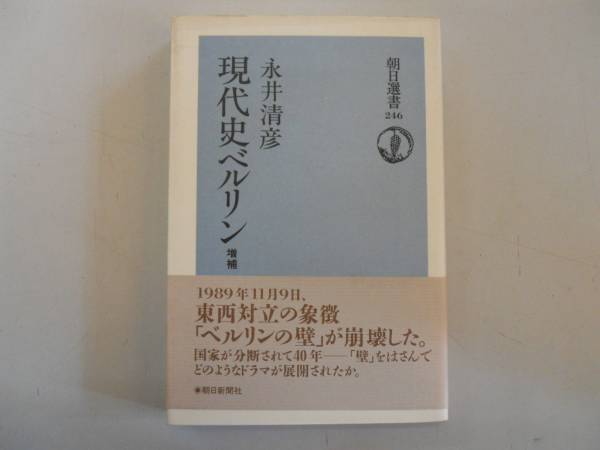 朝日選書
246
永井清彦
現代史ベルリン
増補
1989年11月9日、
東西対立の象徴
「ベルリンの壁」が崩壊した。
国家が分断されて40年──「壁」をはさんで
どのようなドラマが展開されたか。
●朝日新聞社